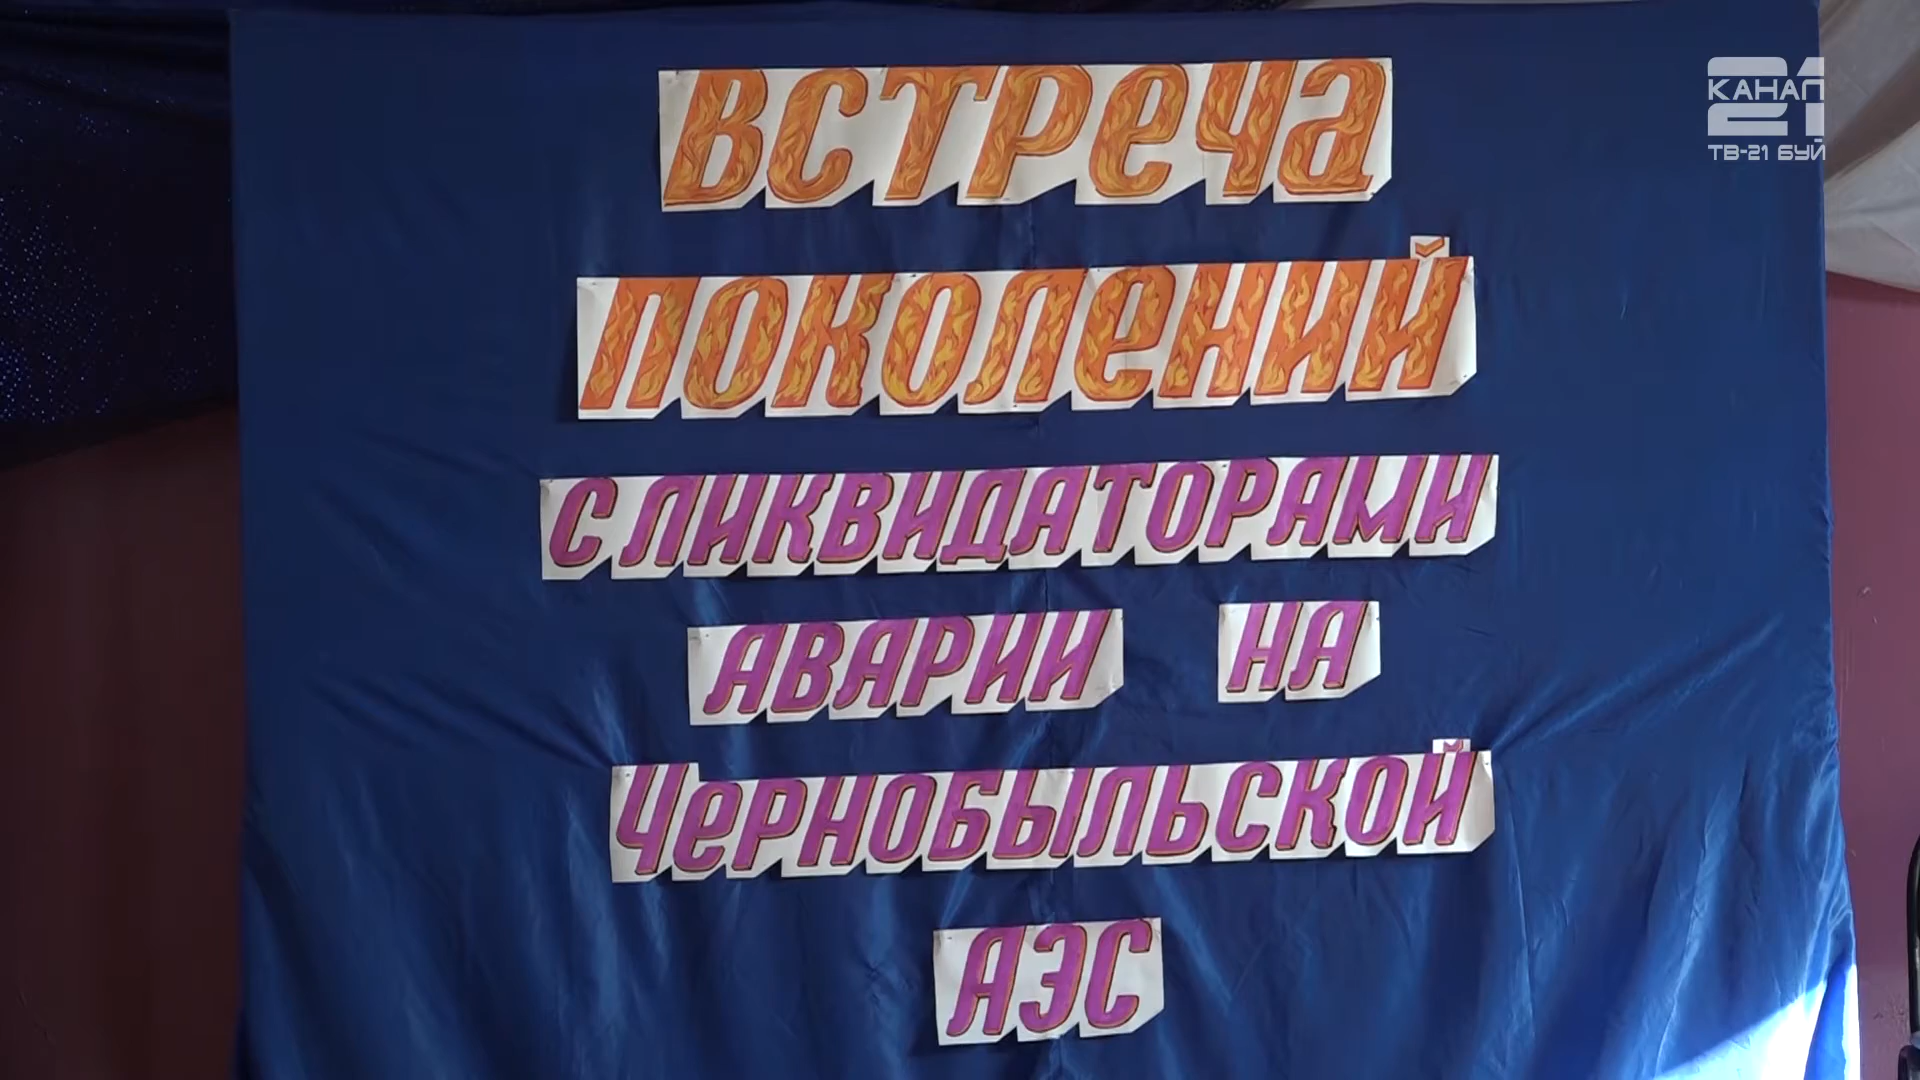 Встреча
поколений
с ликвидаторами
аварии на
Чернобыльской
АЭС
21
КАНАЛ
ТВ-21 БУЙ